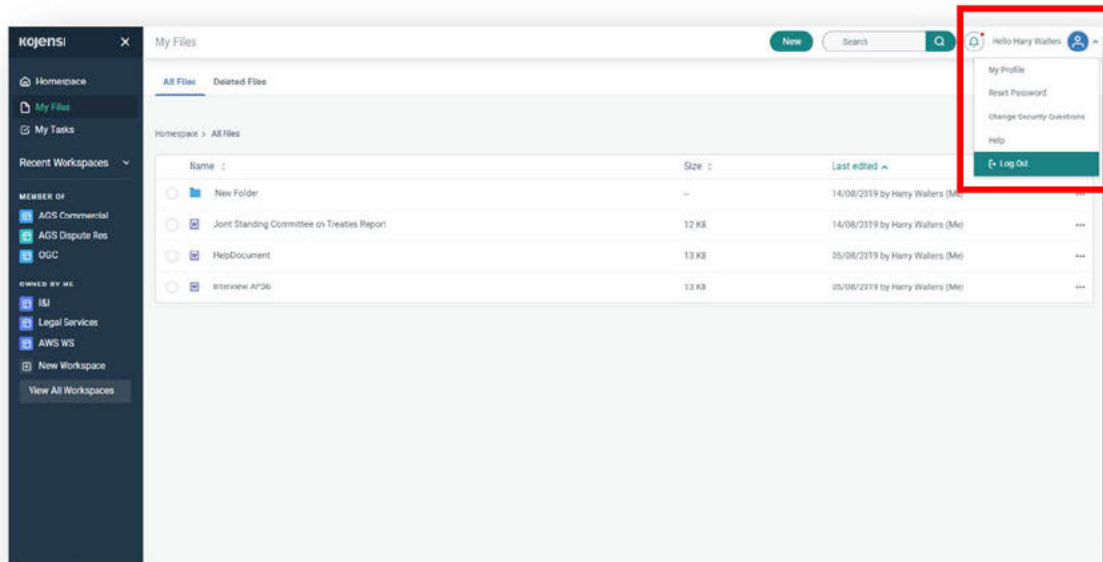 KOJENSI
My Files
New
Search
Hello Harry Walters
Homespace
My Files
My Tasks
Recent Workspaces
MEMBER OF
AGS Commercial
AGS Dispute Res
OGC
OWNED BY ME
I&I
Legal Services
AWS WS
New Workspace
View All Workspaces
All Files
Deleted Files
Homespace > All Files
Name
Size
Last edited
New Folder
--
14/08/2019 by Harry Walters (Me)
Joint Standing Committee on Treaties Report
12 KB
14/08/2019 by Harry Walters (Me)
HelpDocument
13 KB
05/08/2019 by Harry Walters (Me)
Interview APS6
13 KB
05/08/2019 by Harry Walters (Me)
My Profile
Reset Password
Change Security Questions
Help
Log Out